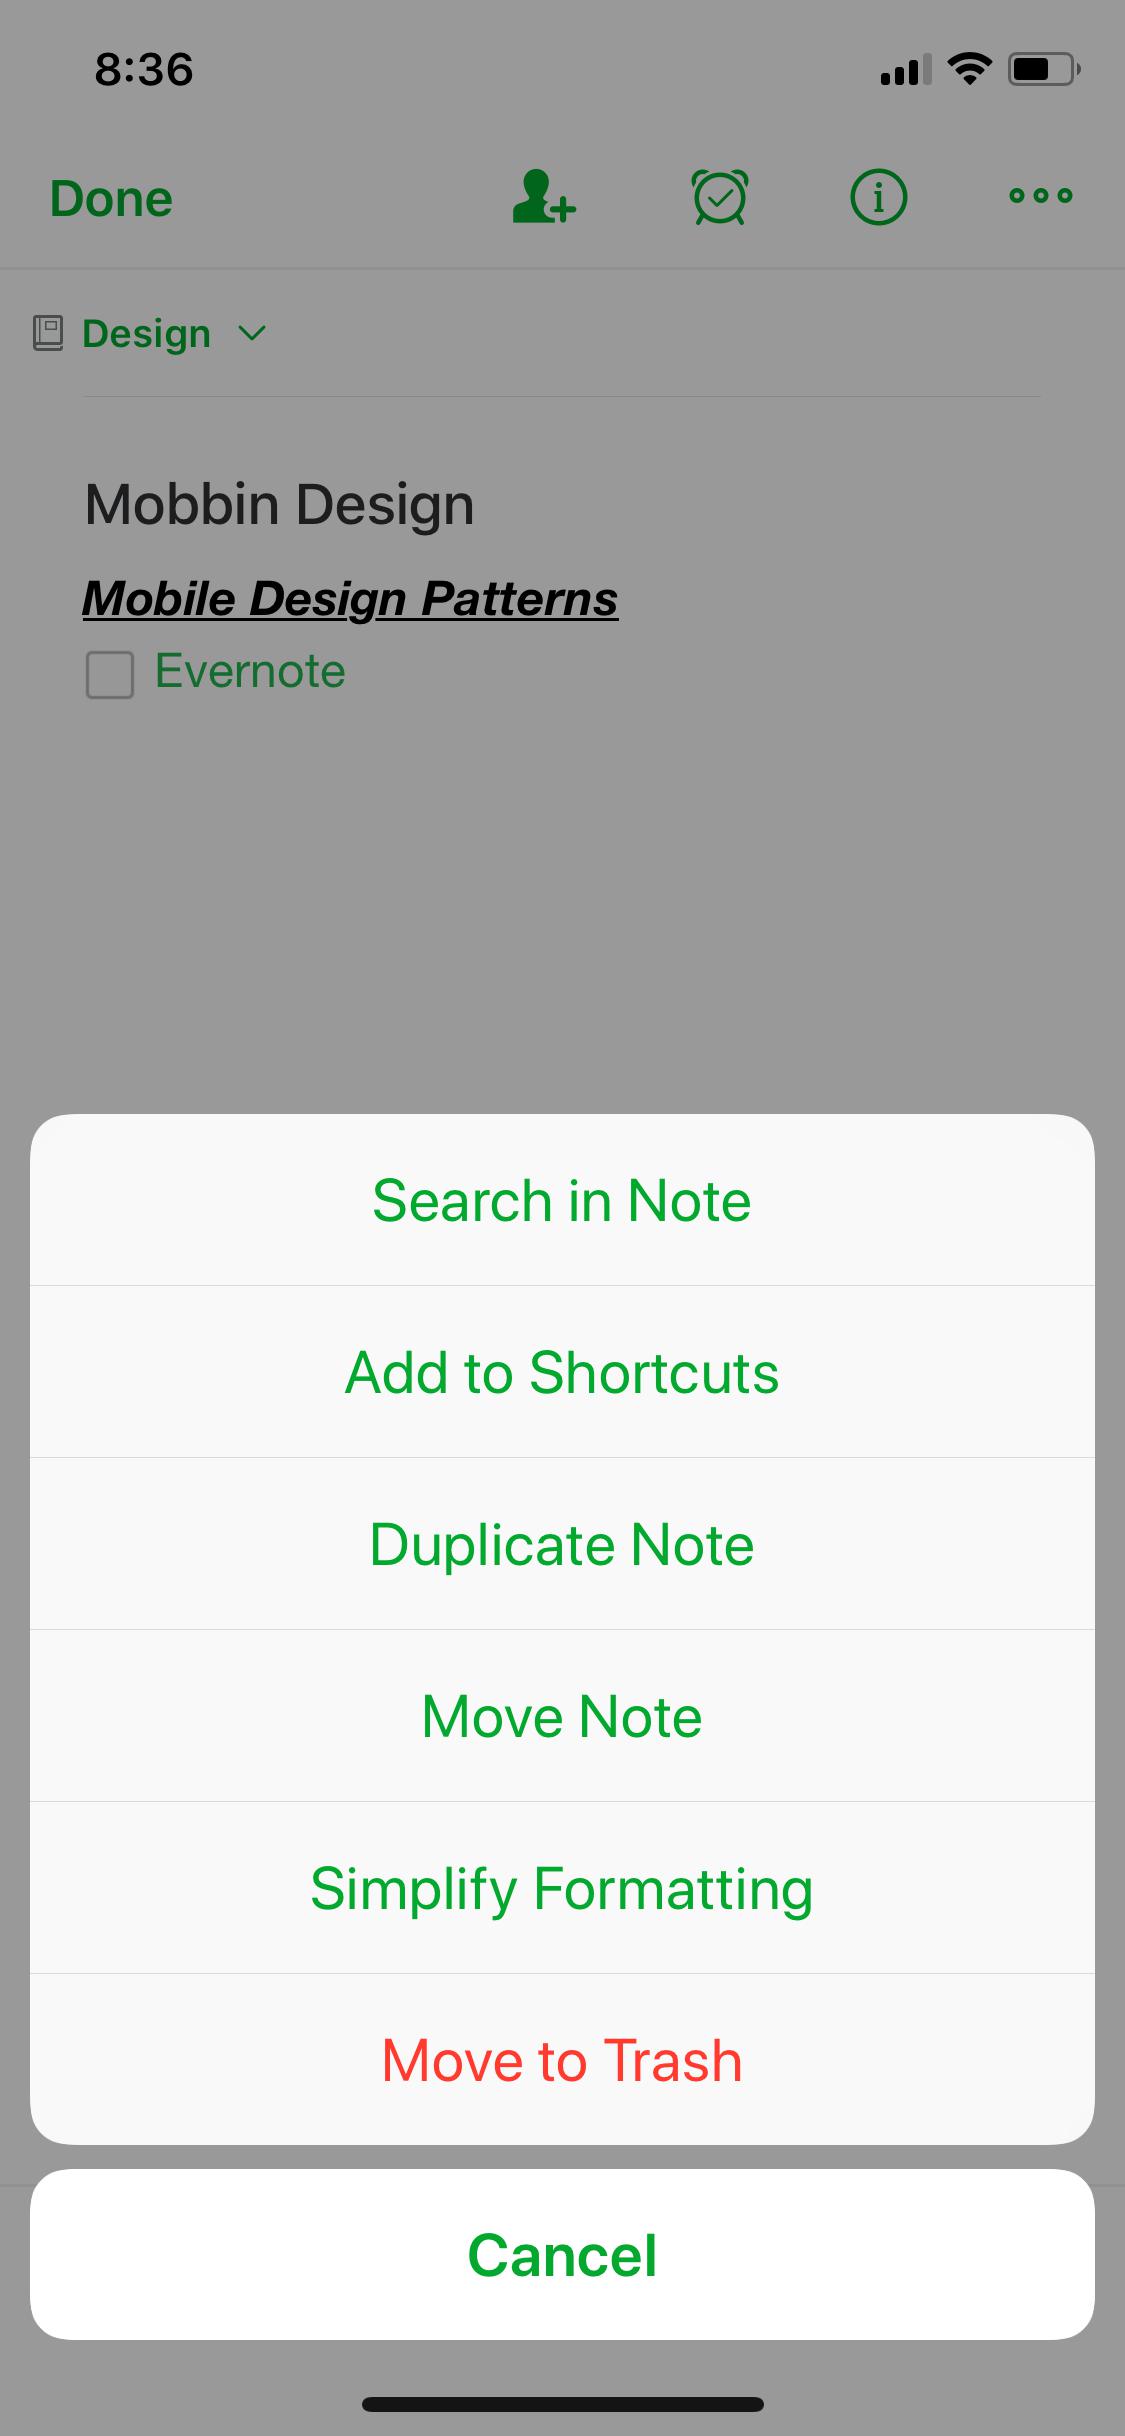 8:36
Done
Design
Mobbin Design
Mobile Design Patterns
Evernote
Search in Note
Add to Shortcuts
Duplicate Note
Move Note
Simplify Formatting
Move to Trash
Cancel